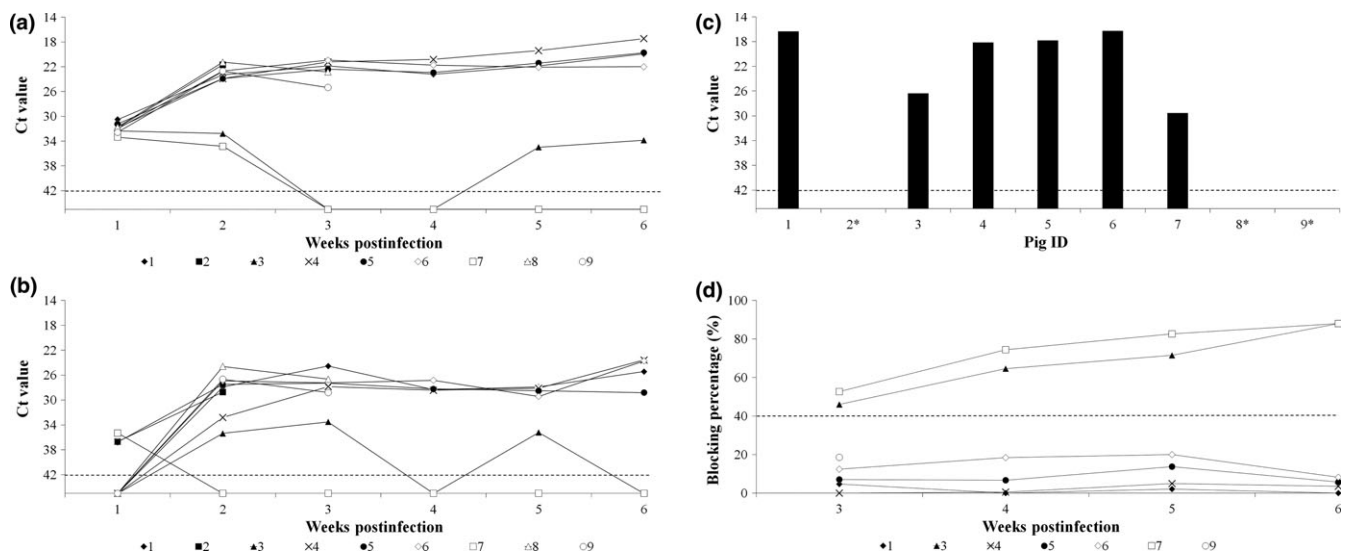 (a)
Ct value
14
18
22
26
30
34
38
42
1 2 3 4 5 6
Weeks postinfection
1 2 3 4 5 6 7 8 9
(b)
Ct value
14
18
22
26
30
34
38
42
1 2 3 4 5 6
Weeks postinfection
1 2 3 4 5 6 7 8 9
(c)
Ct value
14
18
22
26
30
34
38
42
1 2* 3 4 5 6 7 8* 9*
Pig ID
(d)
Blocking percentage (%)
100
80
60
40
20
0
3 4 5 6
Weeks postinfection
1 3 4 5 6 7 9